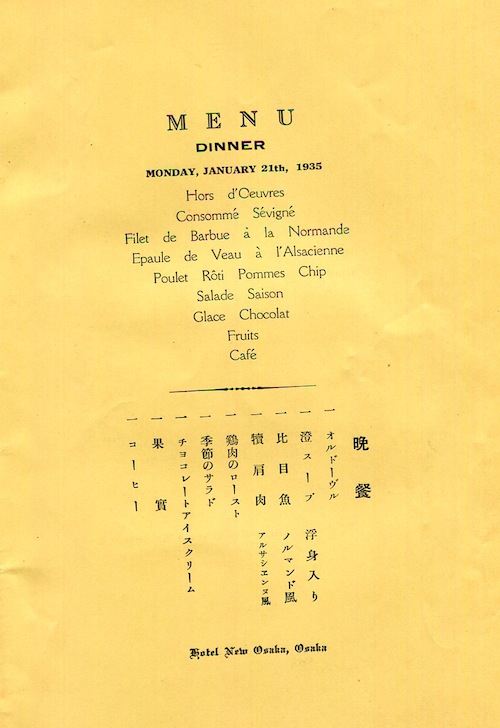 MENU
DINNER
MONDAY, JANUARY 21th, 1935
Hors d'Oeuvres
Consommé Sévigné
Filet de Barbue à la Normande
Epaule de Veau à l'Alsacienne
Poulet Rôti Pommes Chip
Salade Saison
Glace Chocolat
Fruits
Café
晩餐
一 オルドーヴル
一 澄スープ 浮身入り
一 比目魚 ノルマンド風
一 犢肩肉 アルサシエンヌ風
一 鶏肉のロースト
一 季節のサラド
一 チヨコレートアイスクリーム
一 果實
一 コーヒー
Hotel New Osaka, Osaka